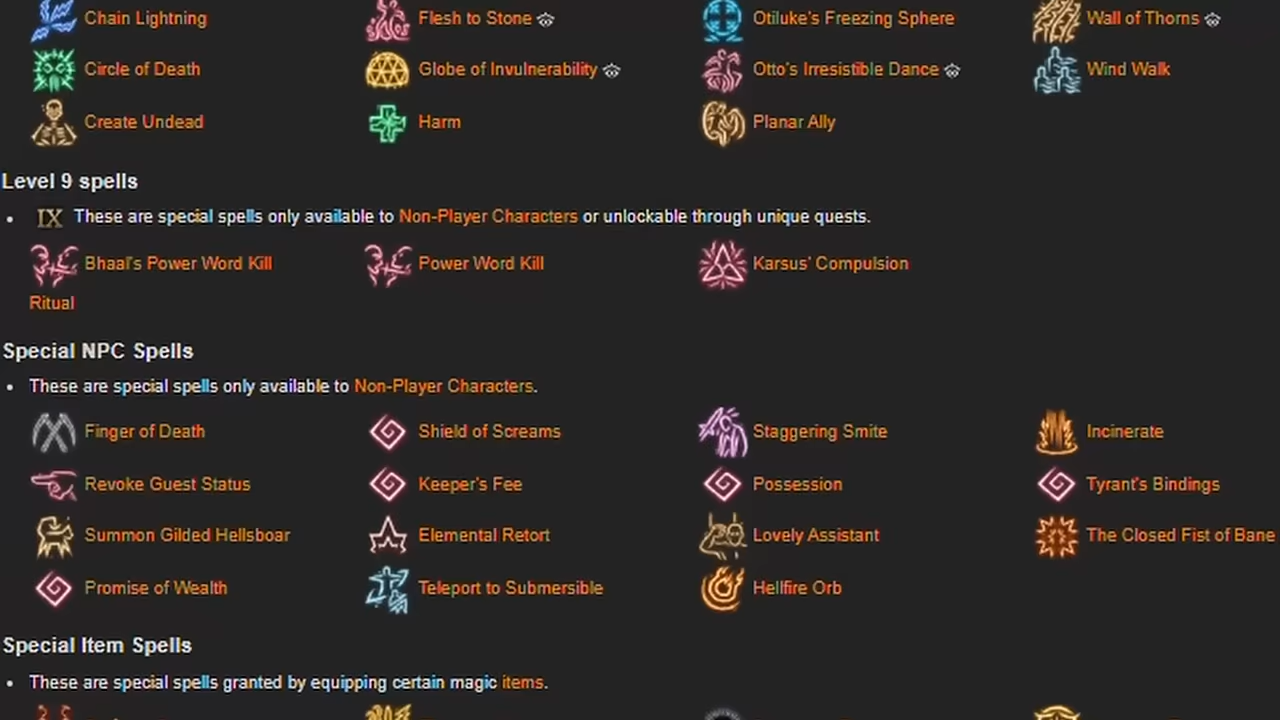 Chain Lightning Flesh to Stone Otiluke's Freezing Sphere Wall of Thorns
Circle of Death Globe of Invulnerability Otto's Irresistible Dance Wind Walk
Create Undead Harm Planar Ally
Level 9 spells
• IX These are special spells only available to Non-Player Characters or unlockable through unique quests.
Bhaal's Power Word Kill Power Word Kill Karsus' Compulsion
Ritual
Special NPC Spells
• These are special spells only available to Non-Player Characters.
Finger of Death Shield of Screams Staggering Smite Incinerate
Revoke Guest Status Keeper's Fee Possession Tyrant's Bindings
Summon Gilded Hellsboar Elemental Retort Lovely Assistant The Closed Fist of Bane
Promise of Wealth Teleport to Submersible Hellfire Orb
Special Item Spells
• These are special spells granted by equipping certain magic items.